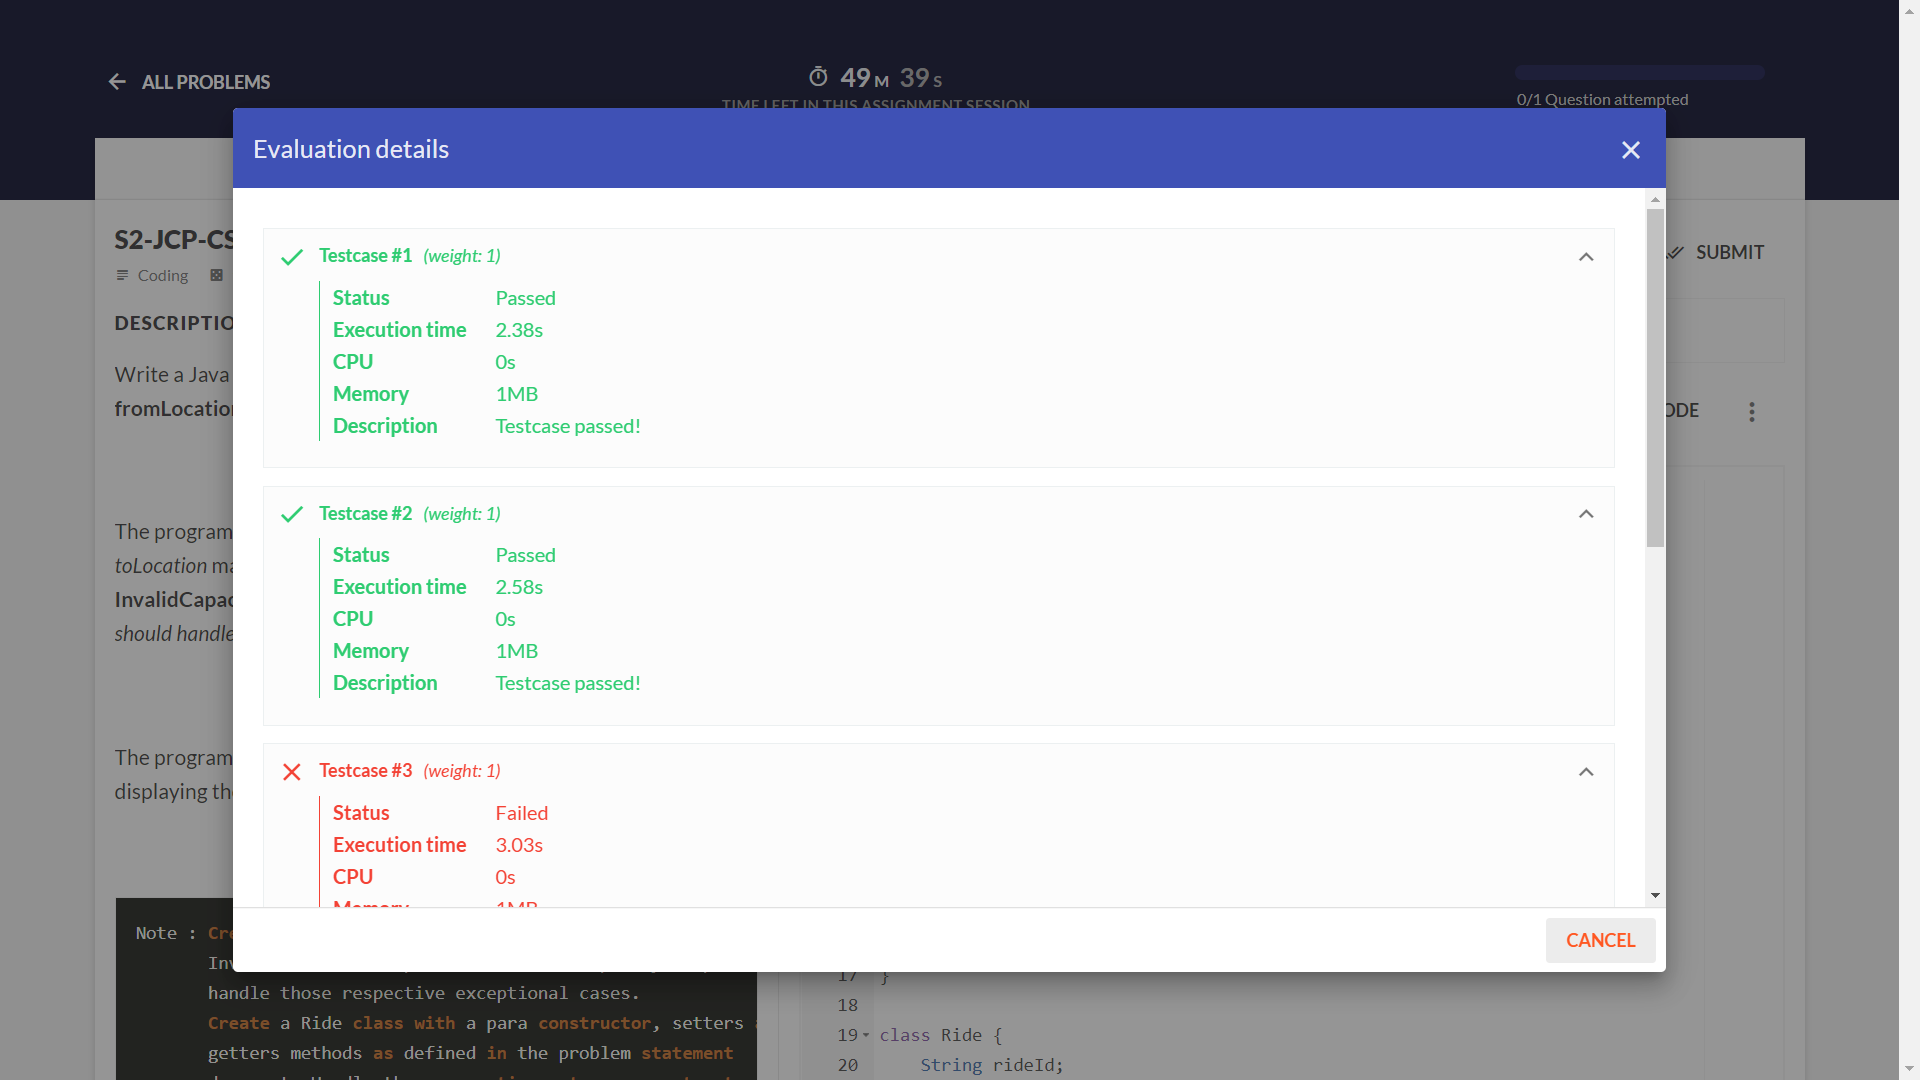 ALL PROBLEMS
49 M 39 S
TIME LEFT IN THIS ASSIGNMENT SESSION
0/1 Question attempted
Evaluation details
S2-JCP-CS
Coding
SUBMIT
DESCRIPTIO
Write a Java
fromLocation
ODE
The program
toLocation
InvalidCapac
should handle
The program
displaying the
Testcase #1 (weight: 1)
Status Passed
Execution time 2.38s
CPU 0s
Memory 1MB
Description Testcase passed!
Testcase #2 (weight: 1)
Status Passed
Execution time 2.58s
CPU 0s
Memory 1MB
Description Testcase passed!
Testcase #3 (weight: 1)
Status Failed
Execution time 3.03s
CPU 0s
Memory 1MB
CANCEL
Note : Cre
Inv
handle those respective exceptional cases.
Create a Ride class with a para constructor, setters
getters methods as defined in the problem statement
17 }
18
19 class Ride {
20 String rideId;